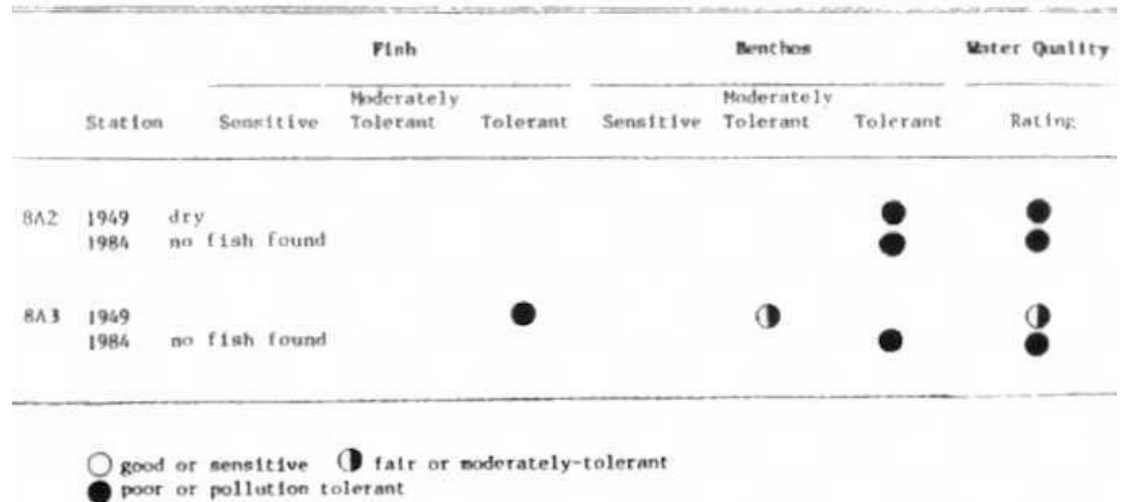 Fish Benthos Water Quality
Moderately Moderately
Station Sensitive Tolerant Tolerant Sensitive Tolerant Tolerant Rating
8A2 1949 dry
1984 no fish found
8A3 1949
1984 no fish found
good or sensitive fair or moderately-tolerant
poor or pollution tolerant